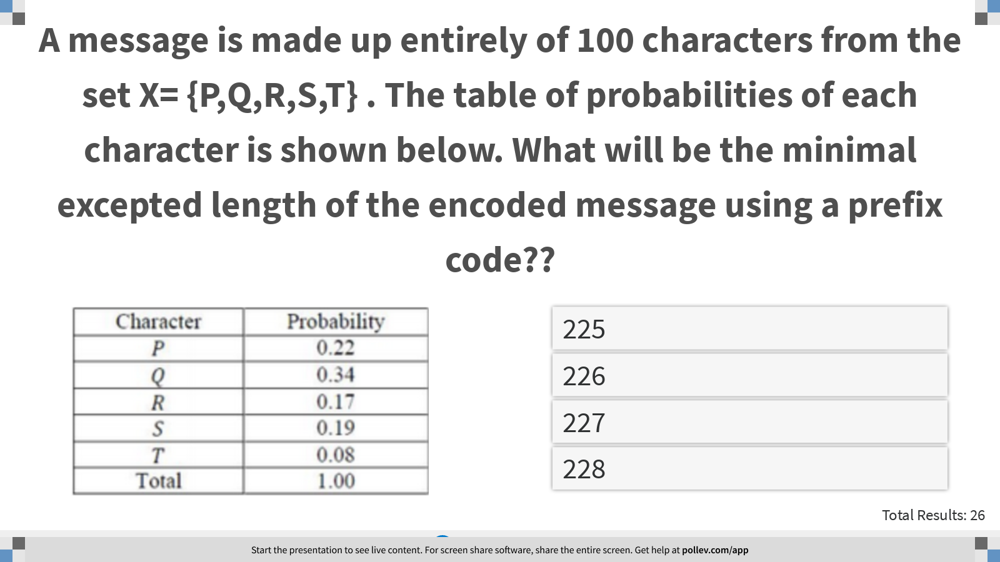 A message is made up entirely of 100 characters from the
set X= {P,Q,R,S,T} . The table of probabilities of each
character is shown below. What will be the minimal
excepted length of the encoded message using a prefix
code??
Character Probability
P 0.22
Q 0.34
R 0.17
S 0.19
T 0.08
Total 1.00
225
226
227
228
Total Results: 26
Start the presentation to see live content. For screen share software, share the entire screen. Get help at pollev.com/app